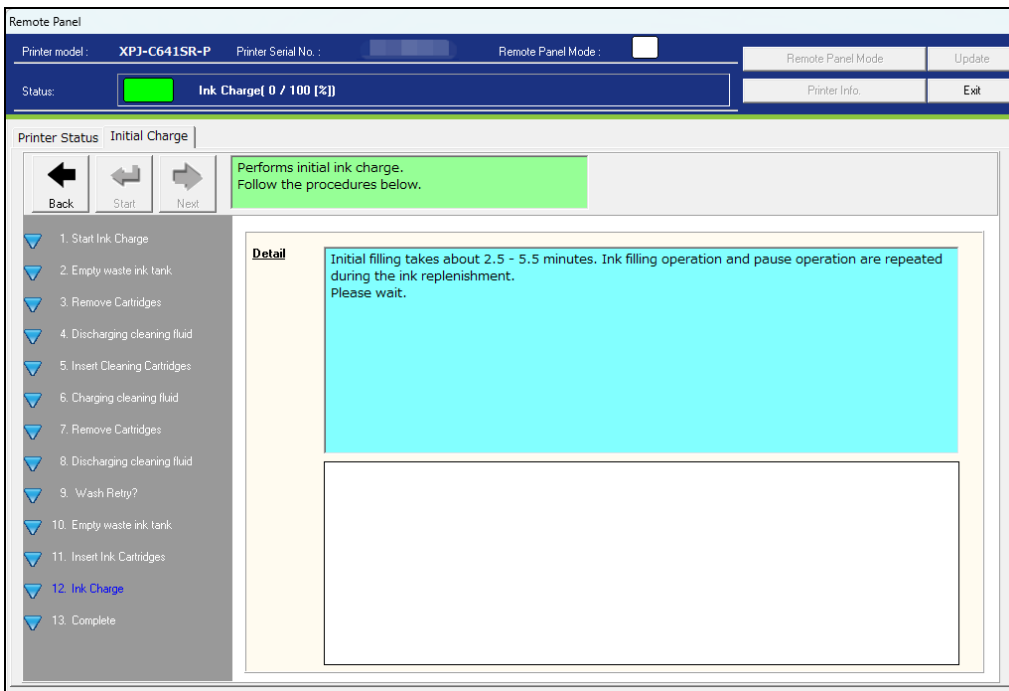 Remote Panel
Printer model : XPJ-C641SR-P Printer Serial No. : Remote Panel Mode :
Remote Panel Mode Update
Status: Ink Charge( 0 / 100 [%])
Printer Info. Exit
Printer Status Initial Charge
Back Start Next
Performs initial ink charge.
Follow the procedures below.
1. Start Ink Charge
2. Empty waste ink tank
3. Remove Cartridges
4. Discharging cleaning fluid
5. Insert Cleaning Cartridges
6. Charging cleaning fluid
7. Remove Cartridges
8. Discharging cleaning fluid
9. Wash Retry?
10. Empty waste ink tank
11. Insert Ink Cartridges
12. Ink Charge
13. Complete
Detail
Initial filling takes about 2.5 - 5.5 minutes. Ink filling operation and pause operation are repeated
during the ink replenishment.
Please wait.